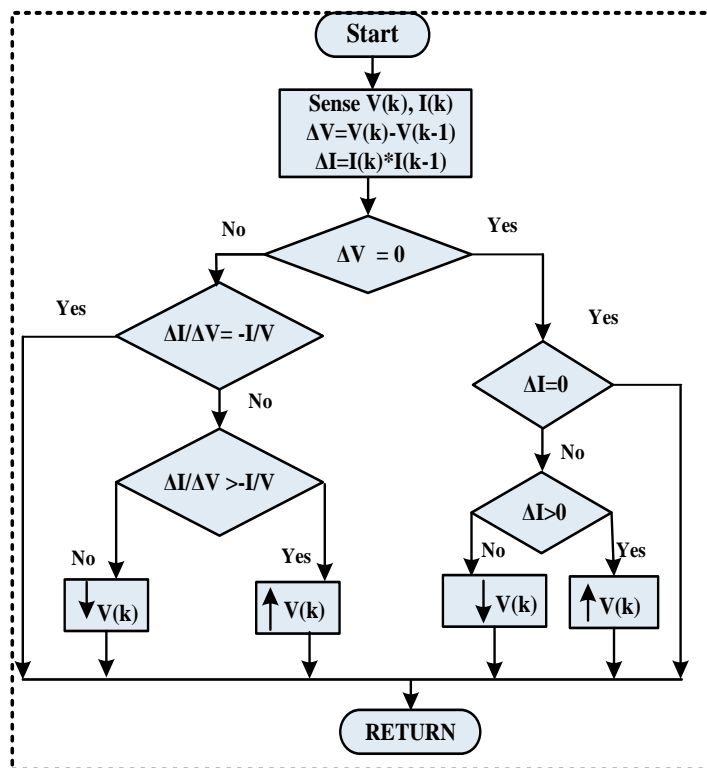 Start
Sense V(k), I(k)
ΔV=V(k)-V(k-1)
ΔI=I(k)*I(k-1)
No
Yes
ΔV = 0
Yes
ΔI/ΔV= -I/V
Yes
ΔI=0
No
No
ΔI/ΔV >-I/V
ΔI>0
No
Yes
No
Yes
V(k)
V(k)
V(k)
V(k)
RETURN